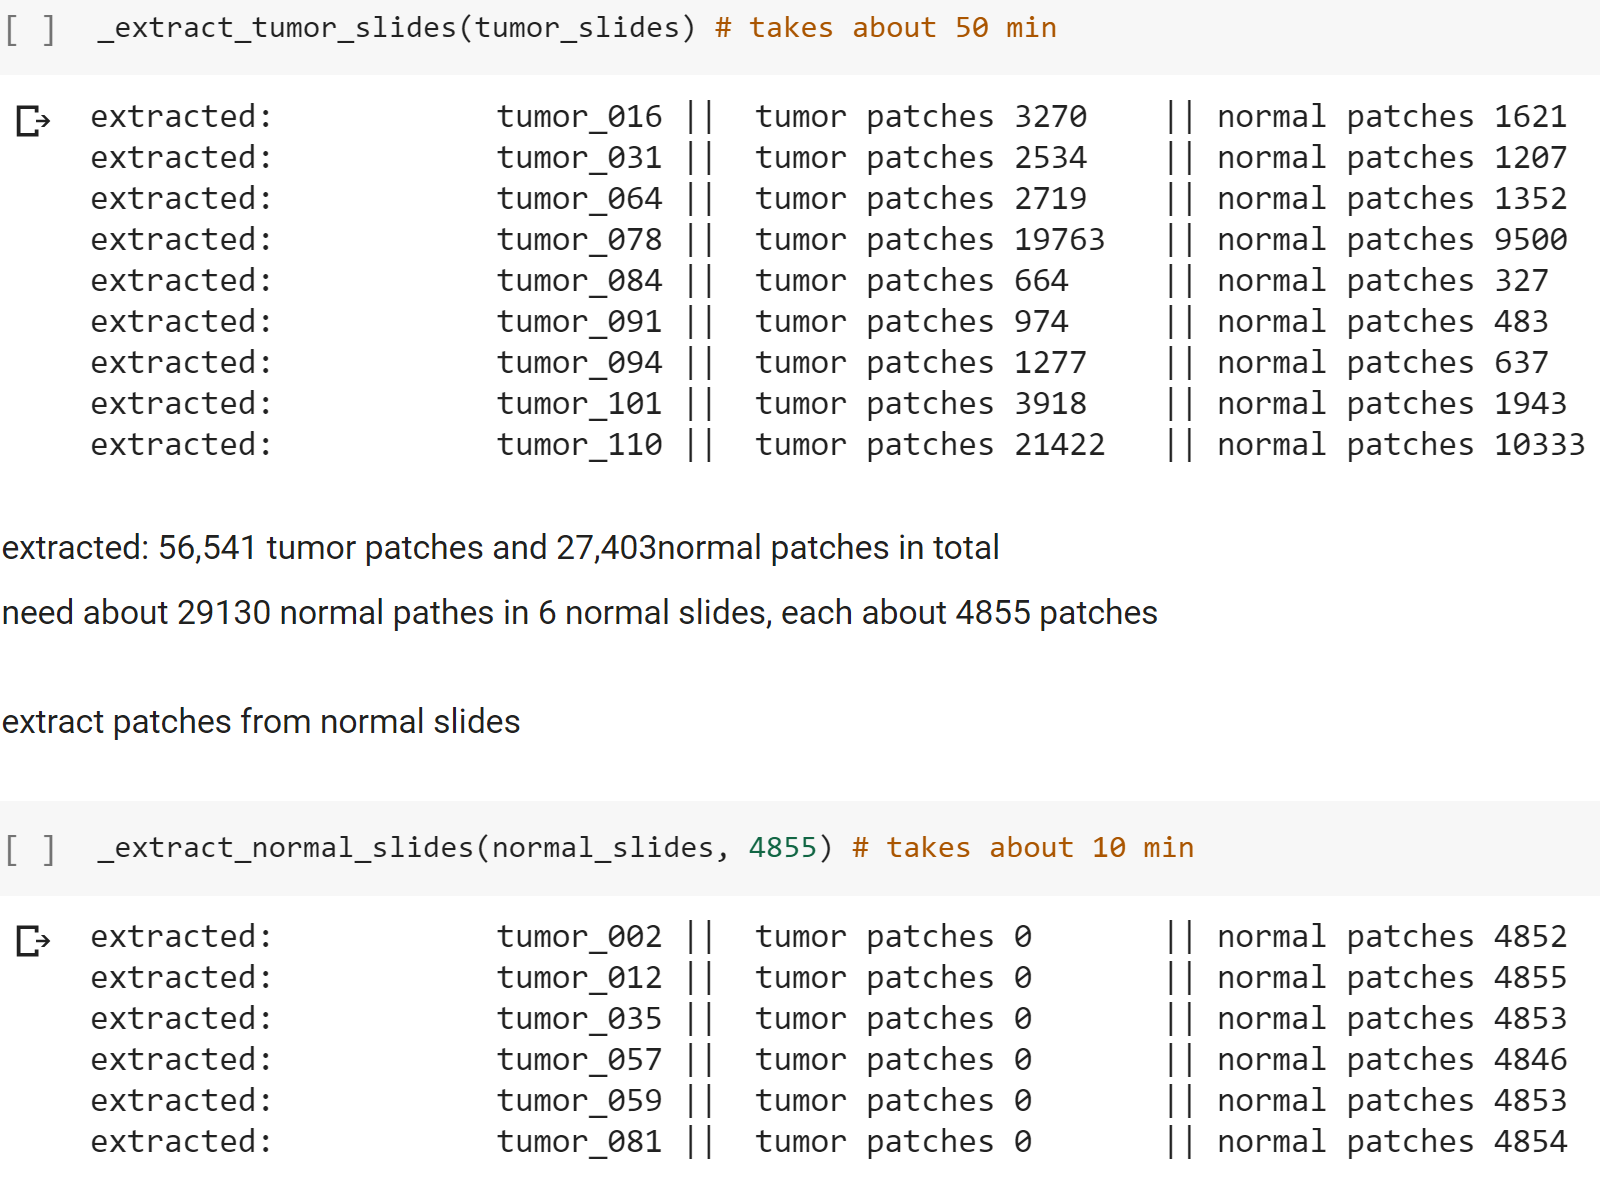 [ ] _extract_tumor_slides(tumor_slides) # takes about 50 min
extracted: tumor_016 || tumor patches 3270 || normal patches 1621
extracted: tumor_031 || tumor patches 2534 || normal patches 1207
extracted: tumor_064 || tumor patches 2719 || normal patches 1352
extracted: tumor_078 || tumor patches 19763 || normal patches 9500
extracted: tumor_084 || tumor patches 664 || normal patches 327
extracted: tumor_091 || tumor patches 974 || normal patches 483
extracted: tumor_094 || tumor patches 1277 || normal patches 637
extracted: tumor_101 || tumor patches 3918 || normal patches 1943
extracted: tumor_110 || tumor patches 21422 || normal patches 10333
extracted: 56,541 tumor patches and 27,403normal patches in total
need about 29130 normal pathes in 6 normal slides, each about 4855 patches
extract patches from normal slides
[ ] _extract_normal_slides(normal_slides, 4855) # takes about 10 min
extracted: tumor_002 || tumor patches 0 || normal patches 4852
extracted: tumor_012 || tumor patches 0 || normal patches 4855
extracted: tumor_035 || tumor patches 0 || normal patches 4853
extracted: tumor_057 || tumor patches 0 || normal patches 4846
extracted: tumor_059 || tumor patches 0 || normal patches 4853
extracted: tumor_081 || tumor patches 0 || normal patches 4854